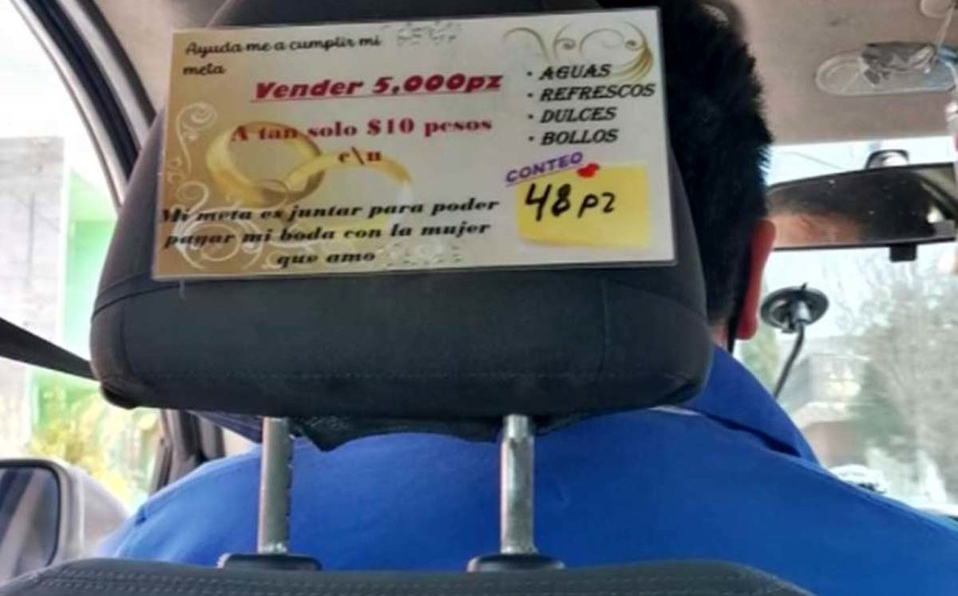 Ayuda me a cumplir mi
meta
Vender 5,000pz
A tan solo $10 pesos
c\u
Mi meta es juntar para poder
pagar mi boda con la mujer
que amo
• AGUAS
• REFRESCOS
• DULCES
• BOLLOS
CONTEO
48 pz